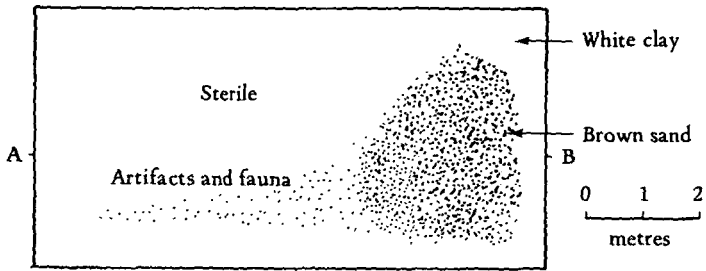 White clay
Sterile
Brown sand
A
B
Artifacts and fauna
0 1 2
metres